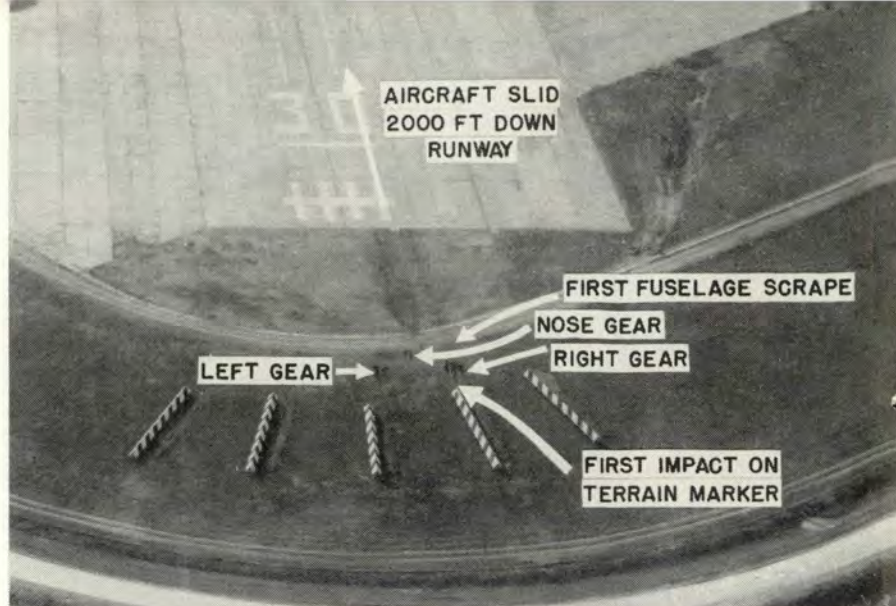 AIRCRAFT SLID
2000 FT DOWN
RUNWAY
30
FIRST FUSELAGE SCRAPE
NOSE GEAR
LEFT GEAR
RIGHT GEAR
FIRST IMPACT ON
TERRAIN MARKER